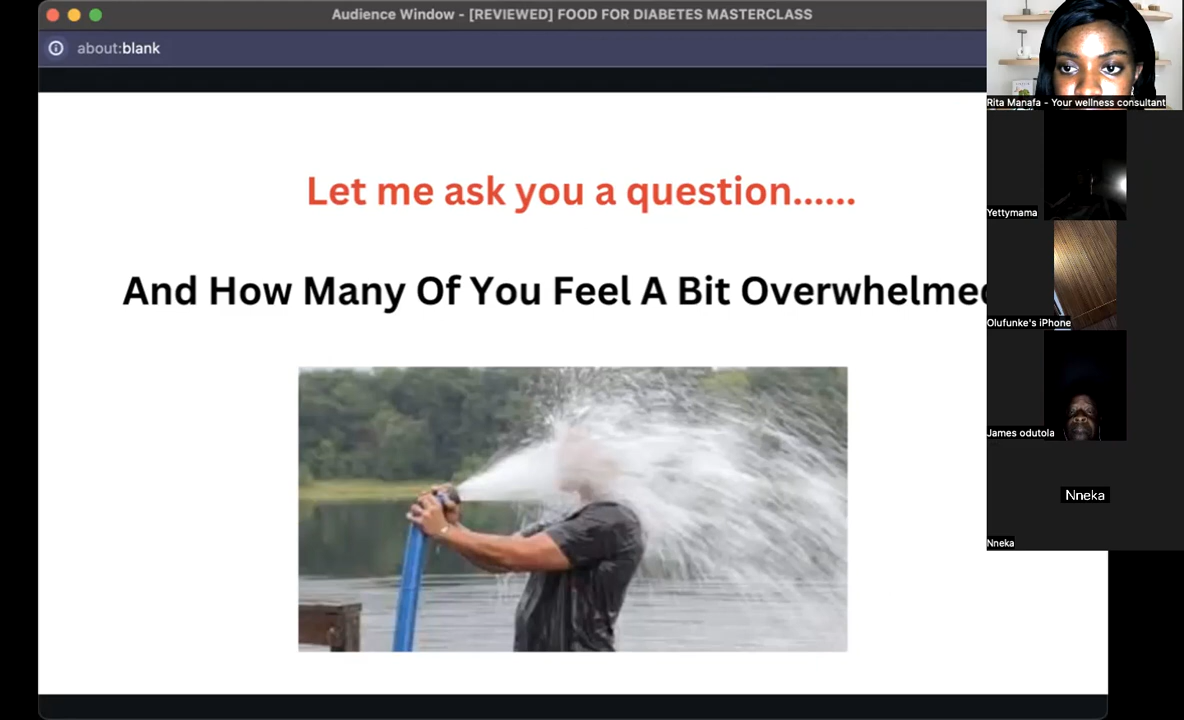 Audience Window - [REVIEWED] FOOD FOR DIABETES MASTERCLASS
about:blank
Let me ask you a question......
And How Many Of You Feel A Bit Overwhelmed
Rita Manafa - Your wellness consultant
Yettymama
Olufunke's iPhone
James odutola
Nneka
Nneka